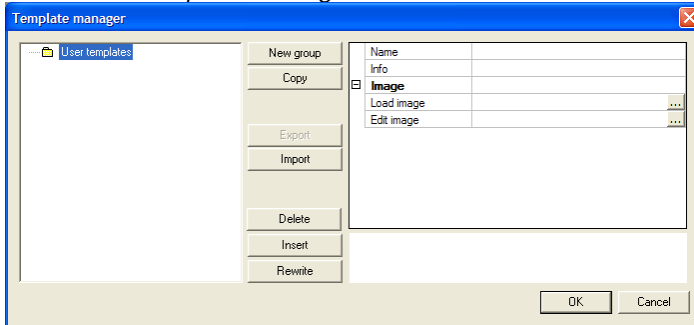 Template manager
User templates
New group
Copy
Export
Import
Delete
Insert
Rewrite
Name
Info
Image
Load image
...
Edit image
...
OK
Cancel